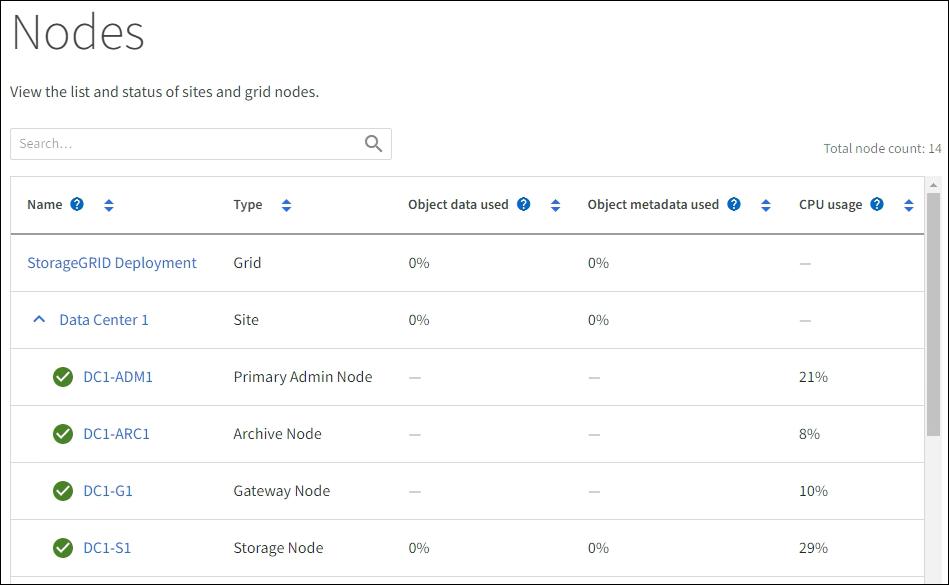 Nodes
View the list and status of sites and grid nodes.
Search...
Total node count: 14
Name ? Type Object data used ? Object metadata used ? CPU usage ?
StorageGRID Deployment Grid 0% 0% —
Data Center 1 Site 0% 0% —
DC1-ADM1 Primary Admin Node — — 21%
DC1-ARC1 Archive Node — — 8%
DC1-G1 Gateway Node — — 10%
DC1-S1 Storage Node 0% 0% 29%